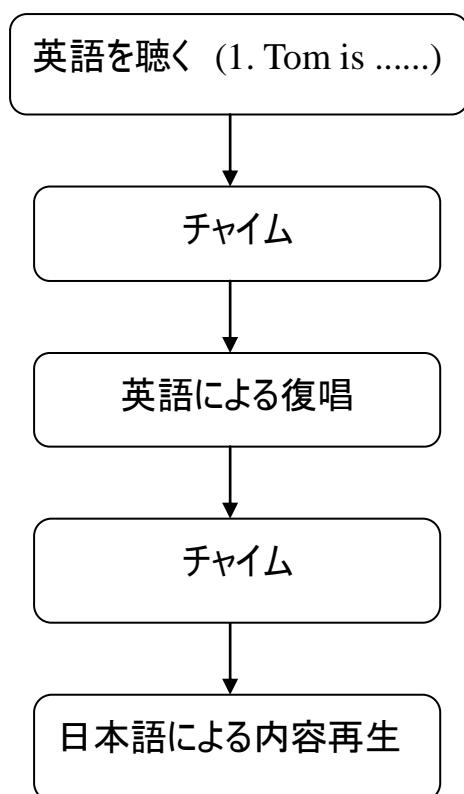 英語を聴く (1. Tom is ......)
チャイム
英語による復唱
チャイム
日本語による内容再生